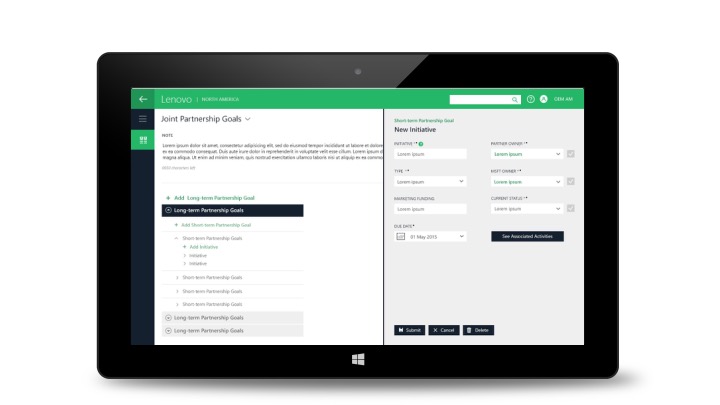 Lenovo | NORTH AMERICA
OEM AM
Joint Partnership Goals
NOTE
Lorem ipsum dolor sit amet, consectetur adipisicing elit, sed do eiusmod tempor incididunt ut labore et dolore
ex ea commodo consequat. Duis aute irure dolor in reprehenderit in voluptate velit esse cillum. Lorem ipsum d
magna aliqua. Ut enim ad minim veniam, quis nostrud exercitation ullamco laboris nisi ut aliquip ex ea commo
characters left
+ Add Long-term Partnership Goal
Long-term Partnership Goals
+ Add Short-term Partnership Goal
Short-term Partnership Goals
+ Add Initiative
> Initiative
> Initiative
> Short-term Partnership Goals
> Short-term Partnership Goals
> Short-term Partnership Goals
Long-term Partnership Goals
Long-term Partnership Goals
Short-term Partnership Goal
New Initiative
INITIATIVE
Lorem ipsum
PARTNER OWNER
Lorem ipsum
TYPE
Lorem ipsum
MSFT OWNER
Lorem ipsum
MARKETING FUNDING
Lorem ipsum
CURRENT STATUS
Lorem ipsum
DUE DATE*
01 May 2015
See Associated Activities
Submit
X Cancel
Delete